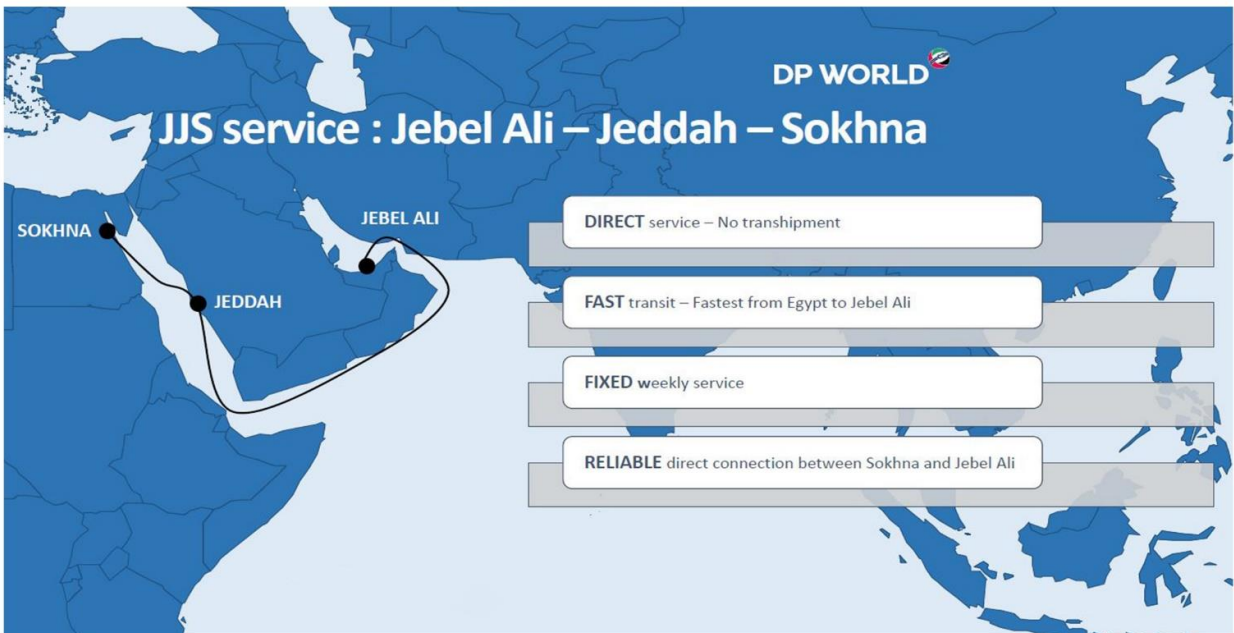 DP WORLD
JJS service : Jebel Ali – Jeddah – Sokhna
SOKHNA
JEDDAH
JEBEL ALI
DIRECT service – No transhipment
FAST transit – Fastest from Egypt to Jebel Ali
FIXED weekly service
RELIABLE direct connection between Sokhna and Jebel Ali